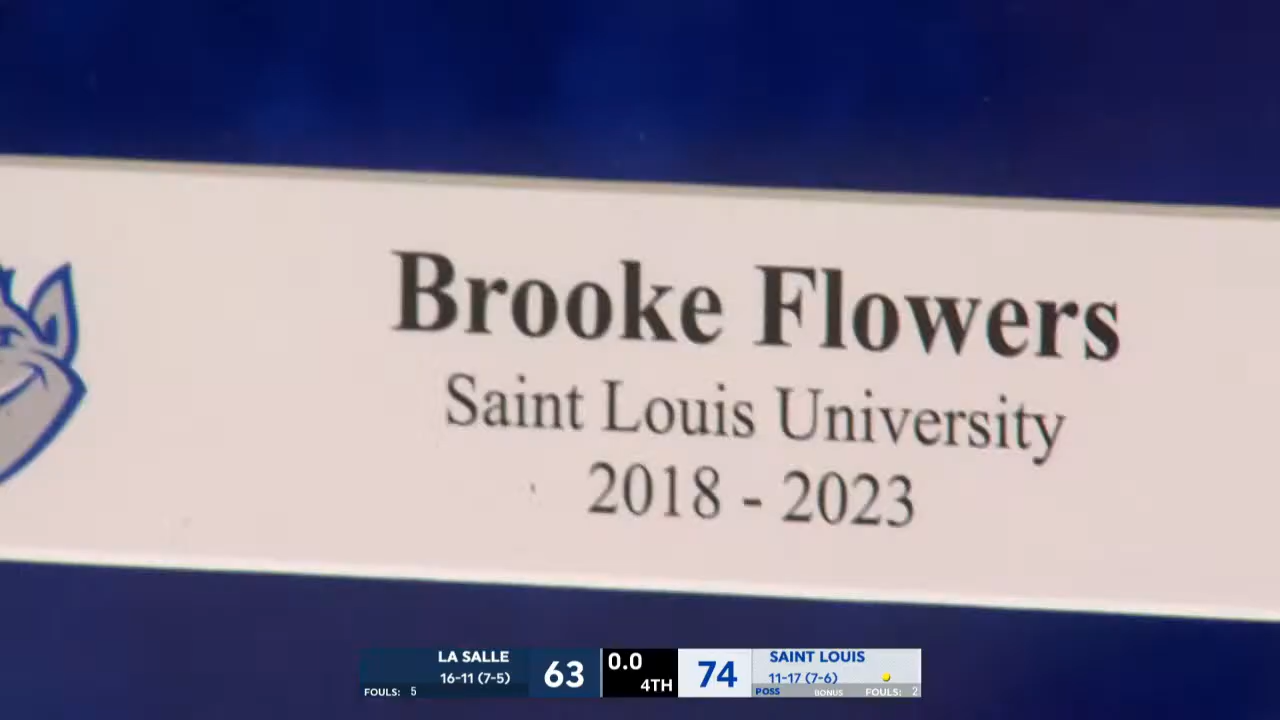 Brooke Flowers
Saint Louis University
2018 - 2023
LA SALLE
16-11 (7-5)
FOULS: 5
63
0.0
4TH
74
SAINT LOUIS
11-17 (7-6)
POSS BONUS FOULS: 2